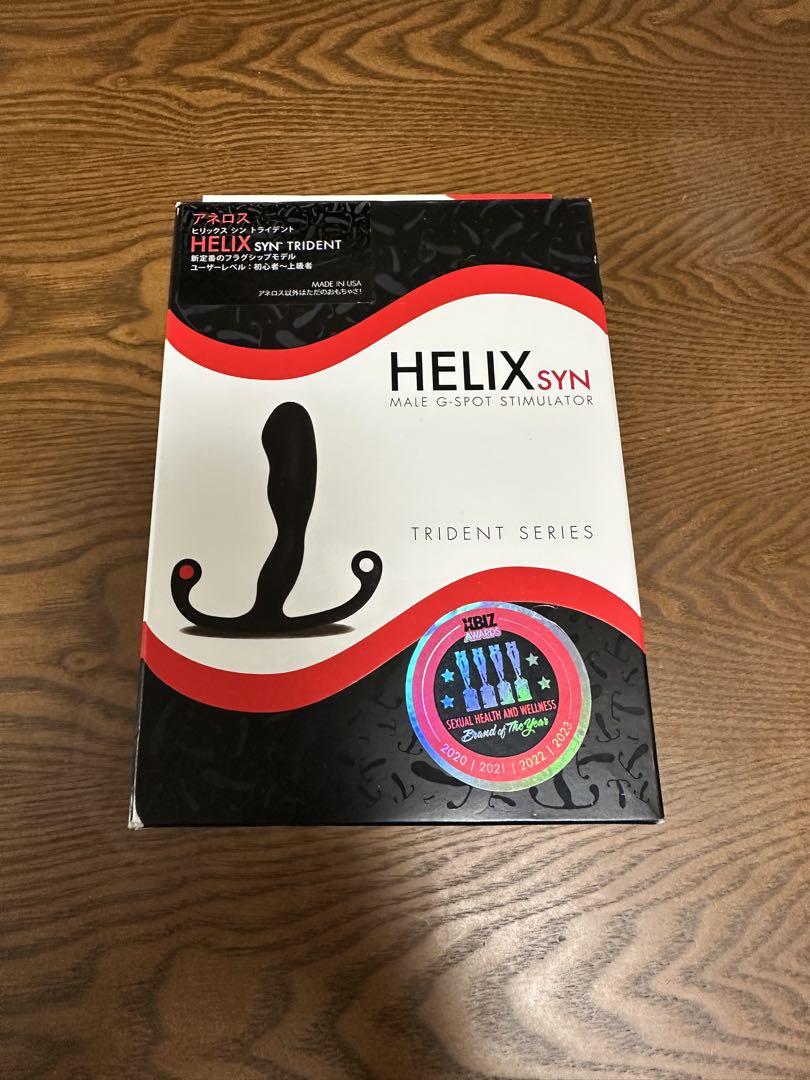 アネロス
ヒリックス シン トライデント
HELIX SYN™ TRIDENT
新定番のフラグシップモデル
ユーザーレベル：初心者～上級者
MADE IN USA
アネロス以外はただのおもちゃさ！
HELIX SYN
MALE G-SPOT STIMULATOR
TRIDENT SERIES
XBIZ
AWARDS
SEXUAL HEALTH AND WELLNESS
Brand of The Year
2020 | 2021 | 2022 | 2023